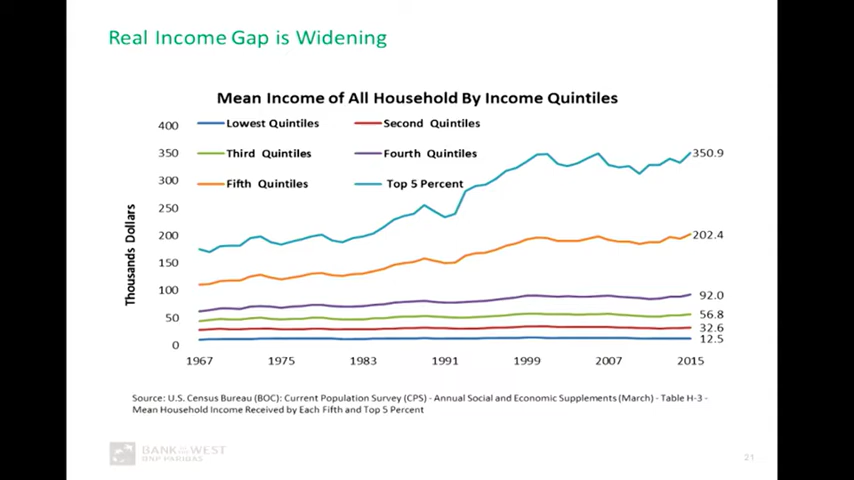 Real Income Gap is Widening
Mean Income of All Household By Income Quintiles
Lowest Quintiles
Second Quintiles
Third Quintiles
Fourth Quintiles
Fifth Quintiles
Top 5 Percent
Thousands Dollars
400
350
300
250
200
150
100
50
0
350.9
202.4
92.0
56.8
32.6
12.5
1967 1975 1983 1991 1999 2007 2015
Source: U.S. Census Bureau (BOC): Current Population Survey (CPS) - Annual Social and Economic Supplements (March) - Table H-3 -
Mean Household Income Received by Each Fifth and Top 5 Percent
BANK OF THE WEST
BNP PARIBAS
21